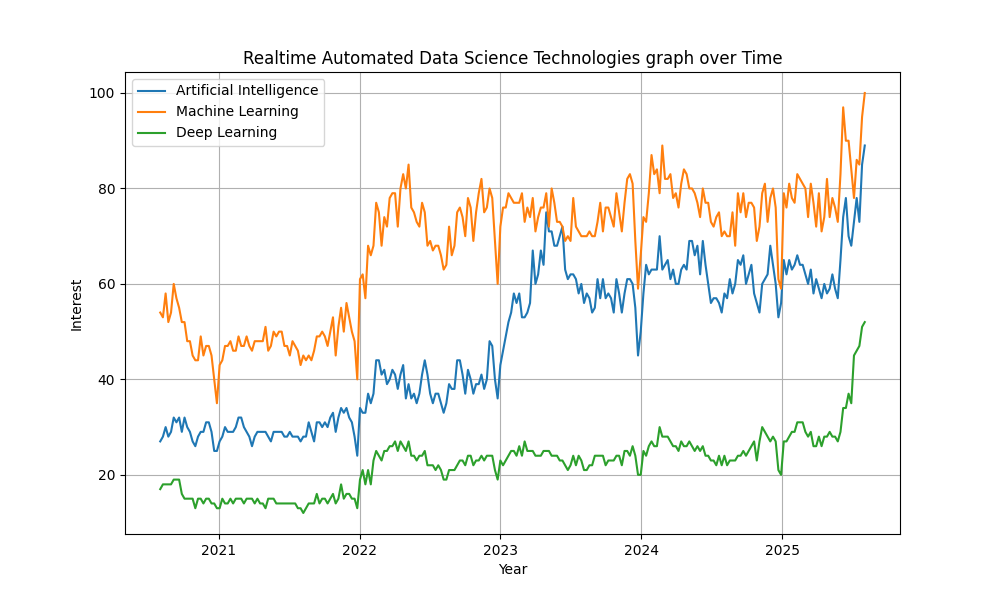 Realtime Automated Data Science Technologies graph over Time
Artificial Intelligence
Machine Learning
Deep Learning
100
80
60
40
20
Interest
2021
2022
2023
2024
2025
Year